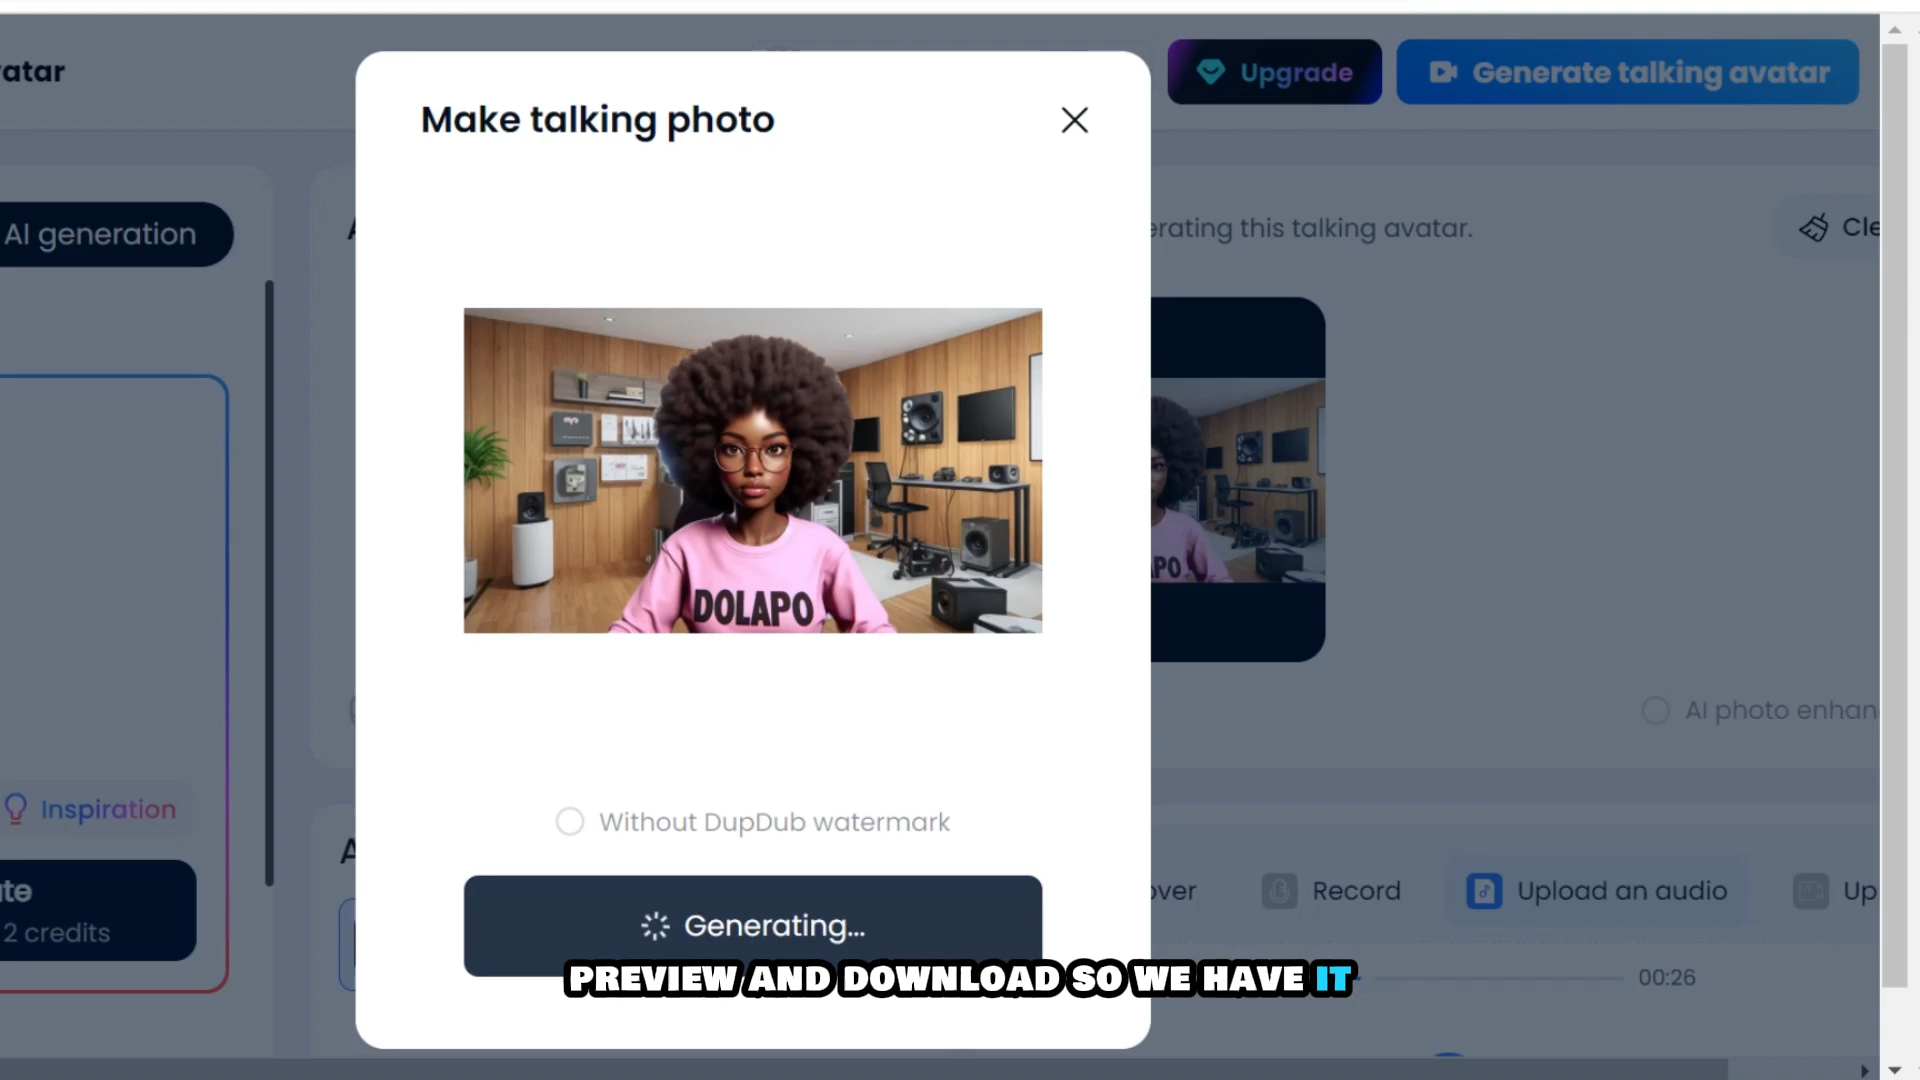 atar
Upgrade
Generate talking avatar
Make talking photo
AI generation
erating this talking avatar.
Cle
DOLAPO
PO
AI photo enhan
Inspiration
Without DupDub watermark
te
2 credits
over
Record
Upload an audio
Up
Generating...
PREVIEW AND DOWNLOAD SO WE HAVE IT
00:26